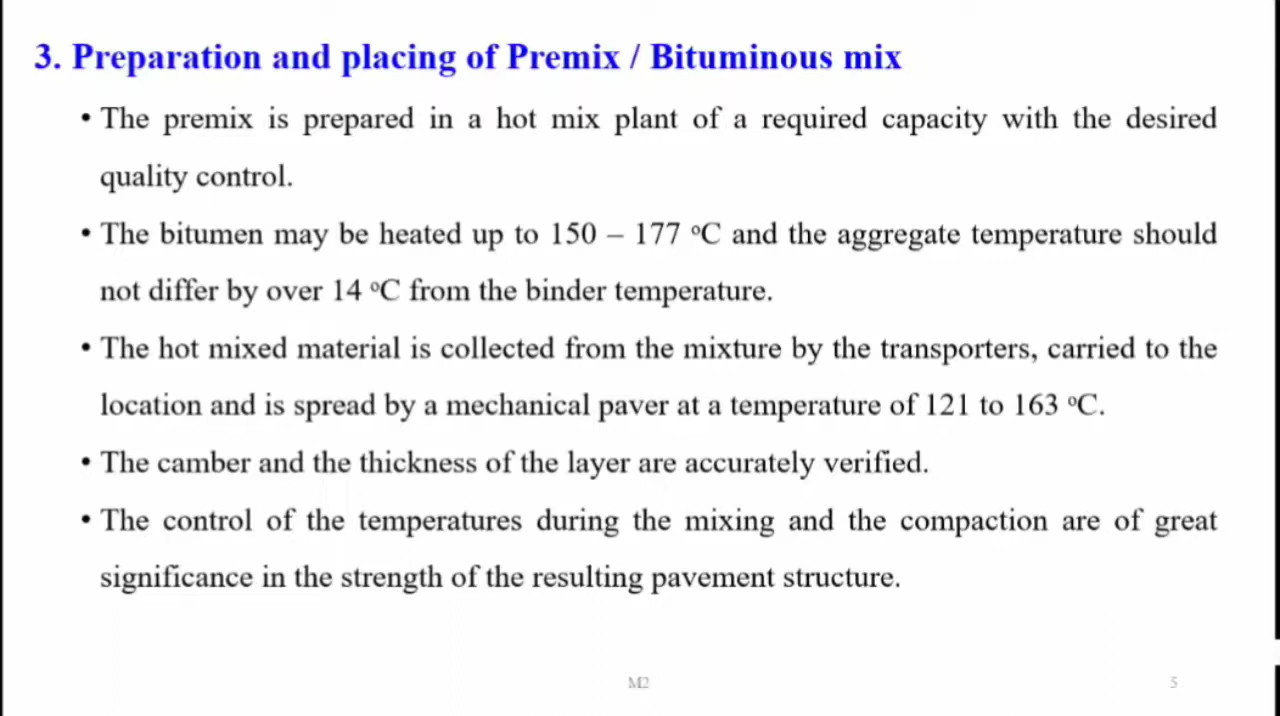 3. Preparation and placing of Premix / Bituminous mix
• The premix is prepared in a hot mix plant of a required capacity with the desired
quality control.
• The bitumen may be heated up to 150 – 177 ºC and the aggregate temperature should
not differ by over 14 ºC from the binder temperature.
• The hot mixed material is collected from the mixture by the transporters, carried to the
location and is spread by a mechanical paver at a temperature of 121 to 163 ºC.
• The camber and the thickness of the layer are accurately verified.
• The control of the temperatures during the mixing and the compaction are of great
significance in the strength of the resulting pavement structure.
M2
5